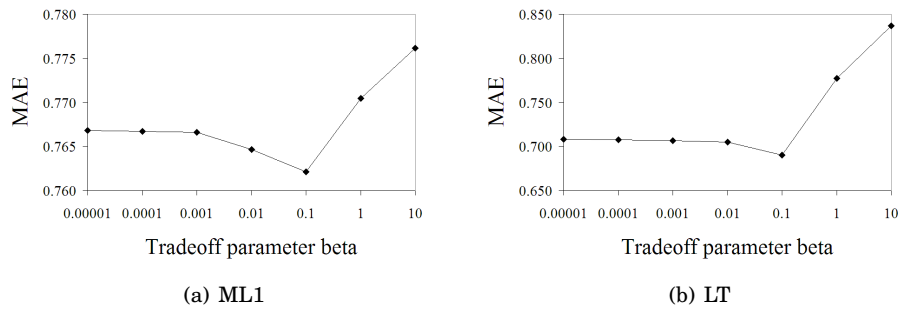 0.780
0.775
0.770
0.765
0.760
MAE
0.00001 0.0001 0.001 0.01 0.1 1 10
Tradeoff parameter beta
(a) ML1
0.850
0.800
0.750
0.700
0.650
MAE
0.00001 0.0001 0.001 0.01 0.1 1 10
Tradeoff parameter beta
(b) LT